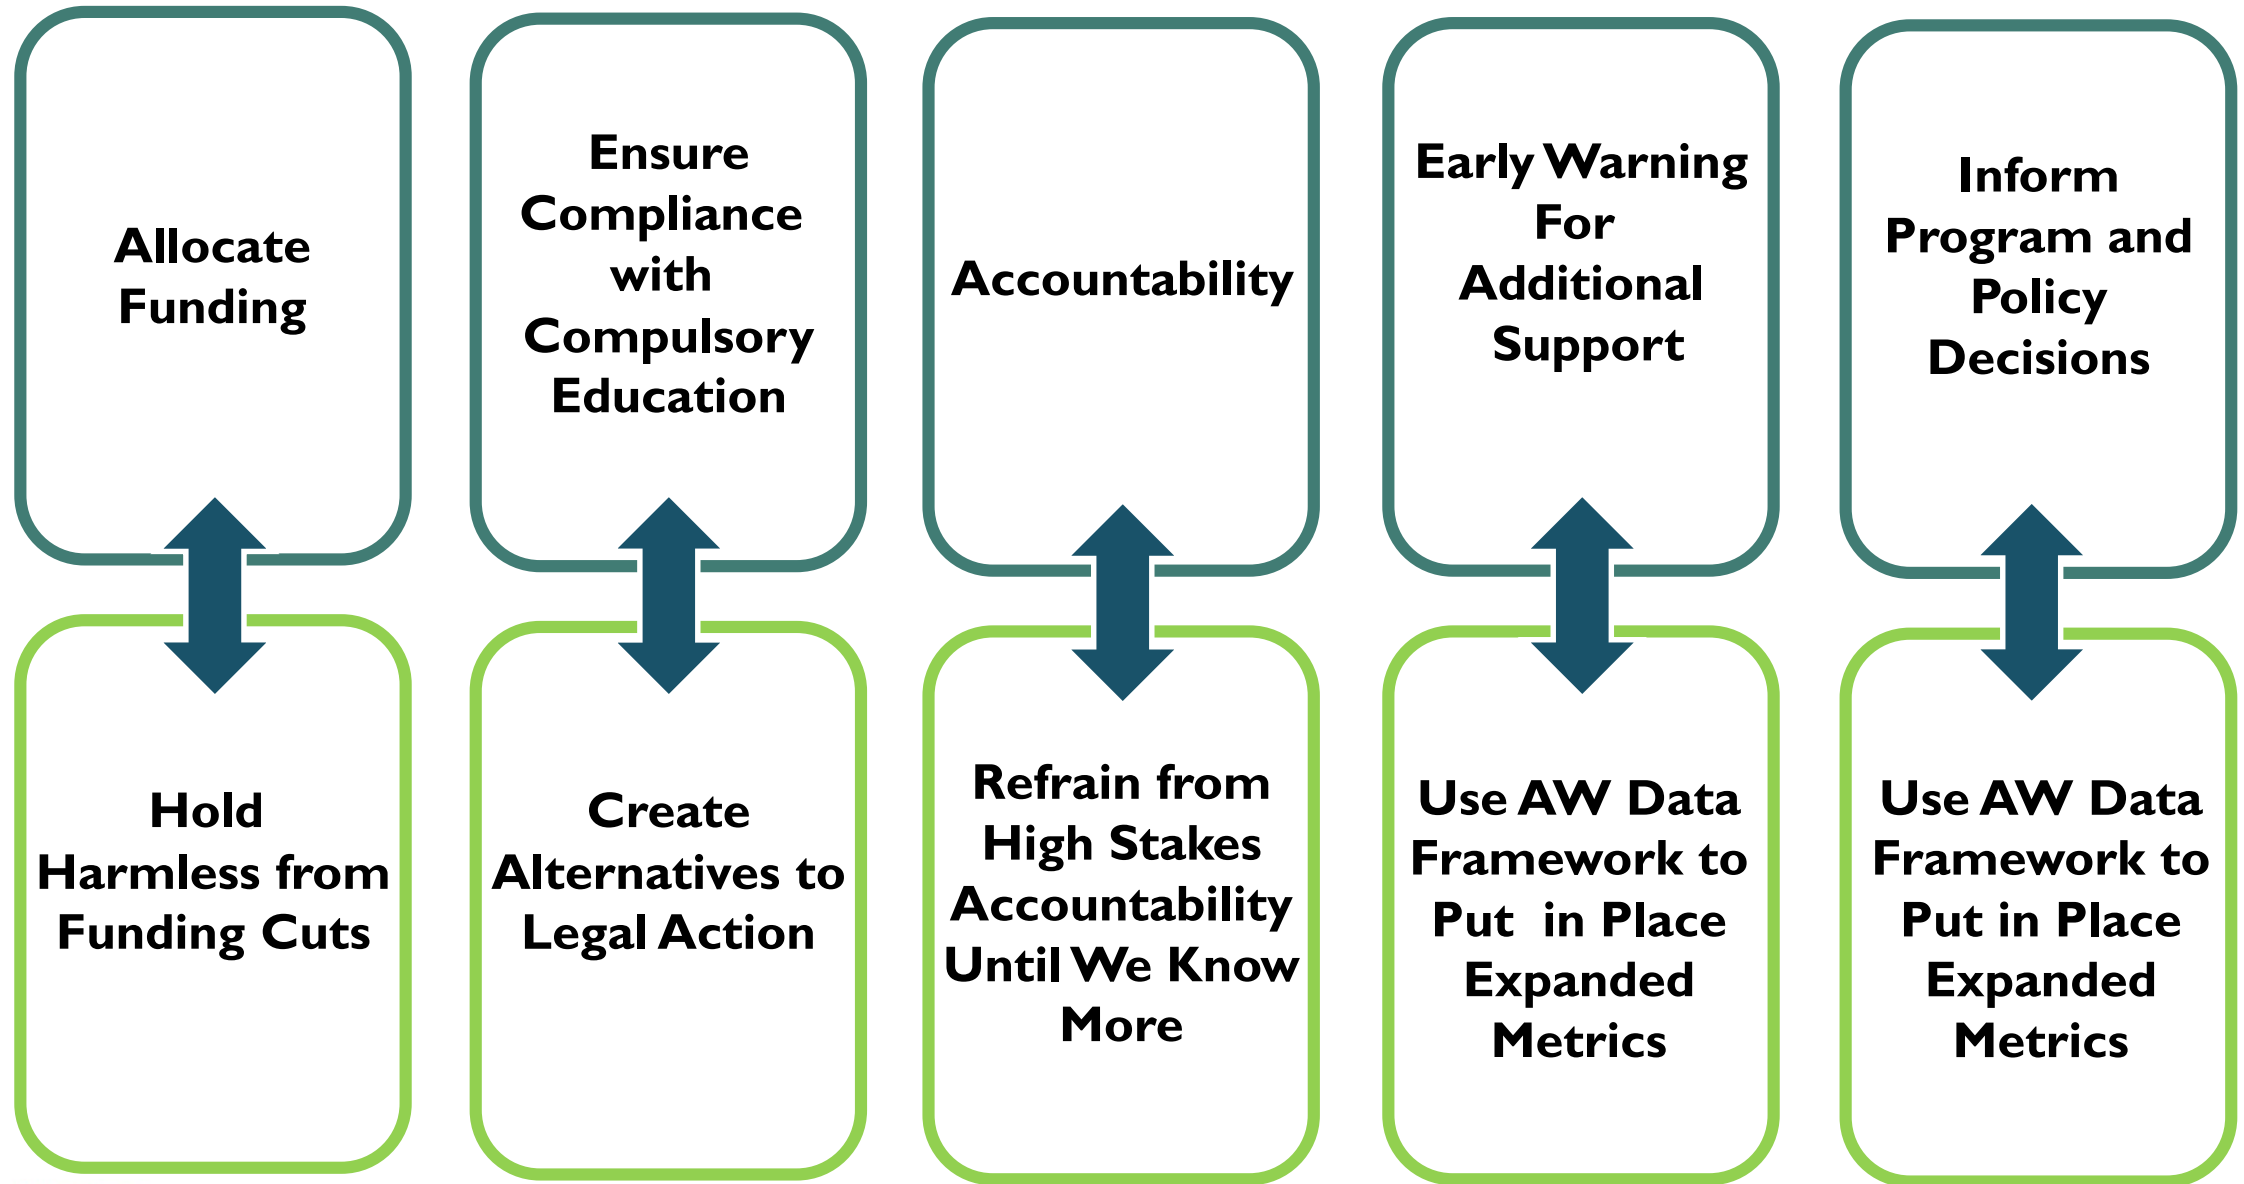 Allocate
Funding
Ensure
Compliance
with
Compulsory
Education
Accountability
Early Warning
For
Additional
Support
Inform
Program and
Policy
Decisions
Hold
Harmless from
Funding Cuts
Create
Alternatives to
Legal Action
Refrain from
High Stakes
Accountability
Until We Know
More
Use AW Data
Framework to
Put in Place
Expanded
Metrics
Use AW Data
Framework to
Put in Place
Expanded
Metrics